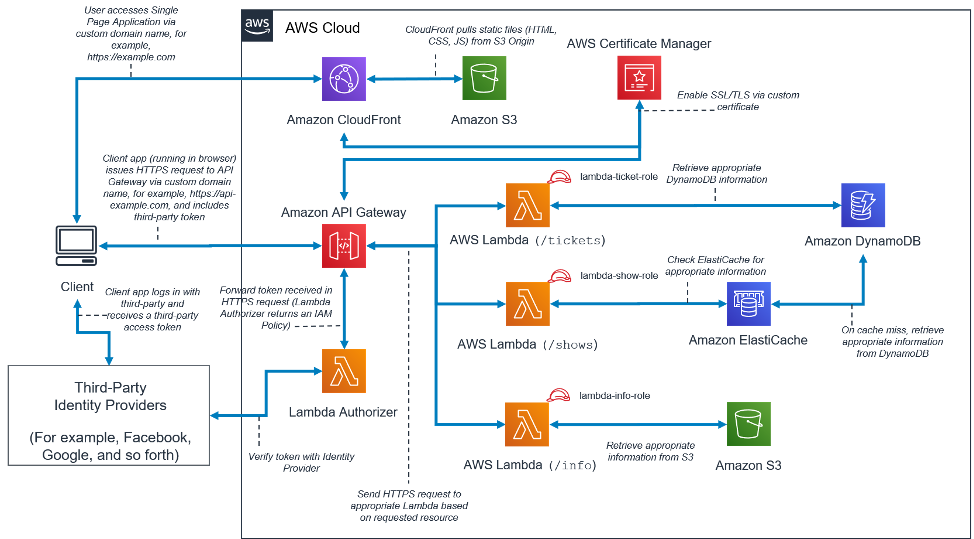 User accesses Single
Page Application via
custom domain name, for
example,
https://example.com
aws
AWS Cloud
CloudFront pulls static files (HTML,
CSS, JS) from S3 Origin
AWS Certificate Manager
Enable SSL/TLS via custom
certificate
Amazon CloudFront
Amazon S3
Client app (running in browser)
issues HTTPS request to API
Gateway via custom domain
name, for example, https://api-
example.com, and includes
third-party token
Retrieve appropriate
DynamoDB information
lambda-ticket-role
Amazon API Gateway
AWS Lambda (/tickets)
Amazon DynamoDB
Client
Check ElastiCache for
appropriate information
lambda-show-role
Client app logs in with
third-party and
receives a third-party
access token
Forward token received in
HTTPS request (Lambda
Authorizer returns an IAM
Policy)
AWS Lambda (/shows)
Amazon ElastiCache
On cache miss, retrieve
appropriate information
from DynamoDB
Third-Party
Identity Providers
(For example, Facebook,
Google, and so forth)
Lambda Authorizer
lambda-info-role
Verify token with Identity
Provider
AWS Lambda (/info)
Retrieve appropriate
information from S3
Amazon S3
Send HTTPS request to
appropriate Lambda based
on requested resource